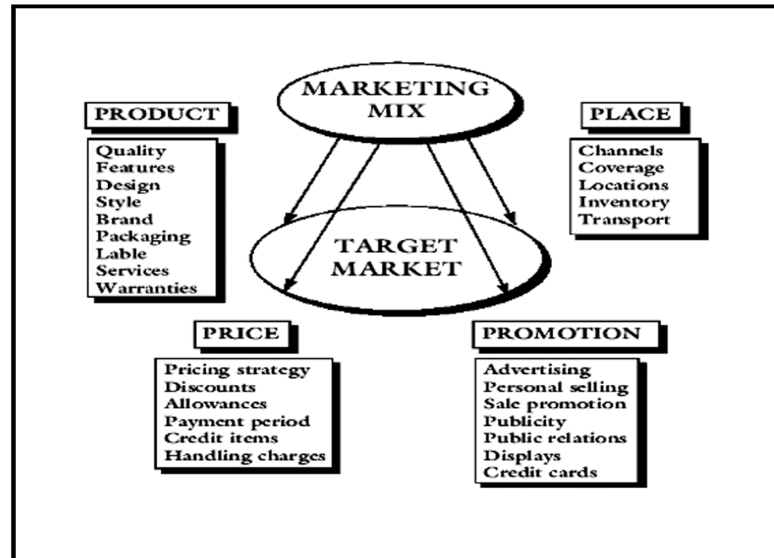 MARKETING
MIX
PRODUCT
Quality
Features
Design
Style
Brand
Packaging
Lable
Services
Warranties
PLACE
Channels
Coverage
Locations
Inventory
Transport
TARGET
MARKET
PRICE
Pricing strategy
Discounts
Allowances
Payment period
Credit items
Handling charges
PROMOTION
Advertising
Personal selling
Sale promotion
Publicity
Public relations
Displays
Credit cards